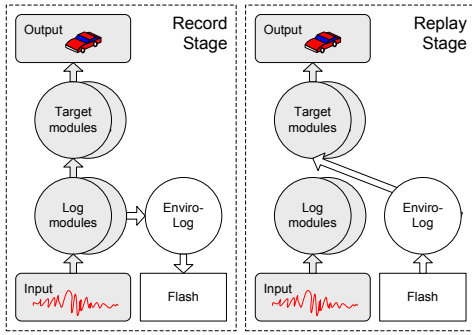 Record
Stage
Output
Target
modules
Log
modules
Enviro-
Log
Input
Flash
Replay
Stage
Output
Target
modules
Log
modules
Enviro-
Log
Input
Flash